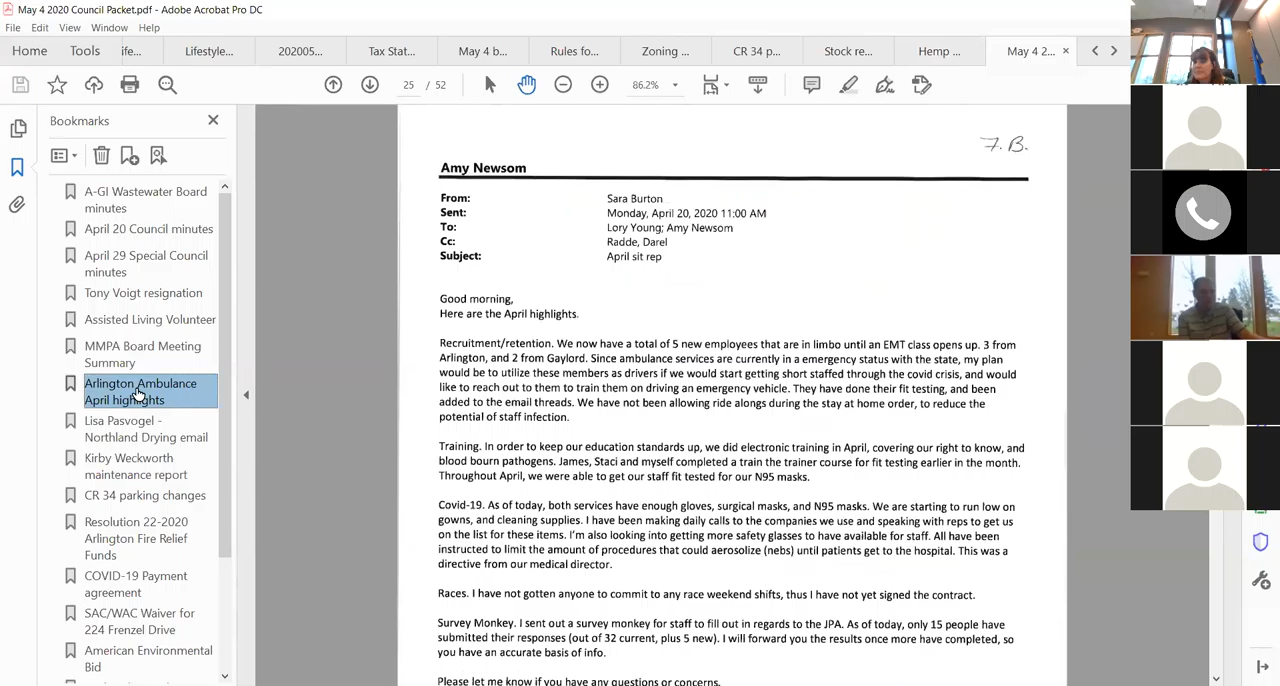 May 4 2020 Council Packet.pdf - Adobe Acrobat Pro DC
File Edit View Window Help
Home Tools ife... Lifestyle... 202005... Tax Stat... May 4 b... Rules fo... Zoning ... CR 34 p... Stock re... Hemp ... May 4 2... ×
25 / 52 86.2%
Bookmarks
A-GI Wastewater Board
minutes
April 20 Council minutes
April 29 Special Council
minutes
Tony Voigt resignation
Assisted Living Volunteer
MMPA Board Meeting
Summary
Arlington Ambulance
April highlights
Lisa Pasvogel -
Northland Drying email
Kirby Weckworth
maintenance report
CR 34 parking changes
Resolution 22-2020
Arlington Fire Relief
Funds
COVID-19 Payment
agreement
SAC/WAC Waiver for
224 Frenzel Drive
American Environmental
Bid
7. B.
Amy Newsom
From: Sara Burton
Sent: Monday, April 20, 2020 11:00 AM
To: Lory Young; Amy Newsom
Cc: Radde, Darel
Subject: April sit rep
Good morning,
Here are the April highlights.
Recruitment/retention. We now have a total of 5 new employees that are in limbo until an EMT class opens up. 3 from
Arlington, and 2 from Gaylord. Since ambulance services are currently in a emergency status with the state, my plan
would be to utilize these members as drivers if we would start getting short staffed through the covid crisis, and would
like to reach out to them to train them on driving an emergency vehicle. They have done their fit testing, and been
added to the email threads. We have not been allowing ride alongs during the stay at home order, to reduce the
potential of staff infection.
Training. In order to keep our education standards up, we did electronic training in April, covering our right to know, and
blood bourn pathogens. James, Staci and myself completed a train the trainer course for fit testing earlier in the month.
Throughout April, we were able to get our staff fit tested for our N95 masks.
Covid-19. As of today, both services have enough gloves, surgical masks, and N95 masks. We are starting to run low on
gowns, and cleaning supplies. I have been making daily calls to the companies we use and speaking with reps to get us
on the list for these items. I'm also looking into getting more safety glasses to have available for staff. All have been
instructed to limit the amount of procedures that could aerosolize (nebs) until patients get to the hospital. This was a
directive from our medical director.
Races. I have not gotten anyone to commit to any race weekend shifts, thus I have not yet signed the contract.
Survey Monkey. I sent out a survey monkey for staff to fill out in regards to the JPA. As of today, only 15 people have
submitted their responses (out of 32 current, plus 5 new). I will forward you the results once more have completed, so
you have an accurate basis of info.
Please let me know if you have any questions or concerns.